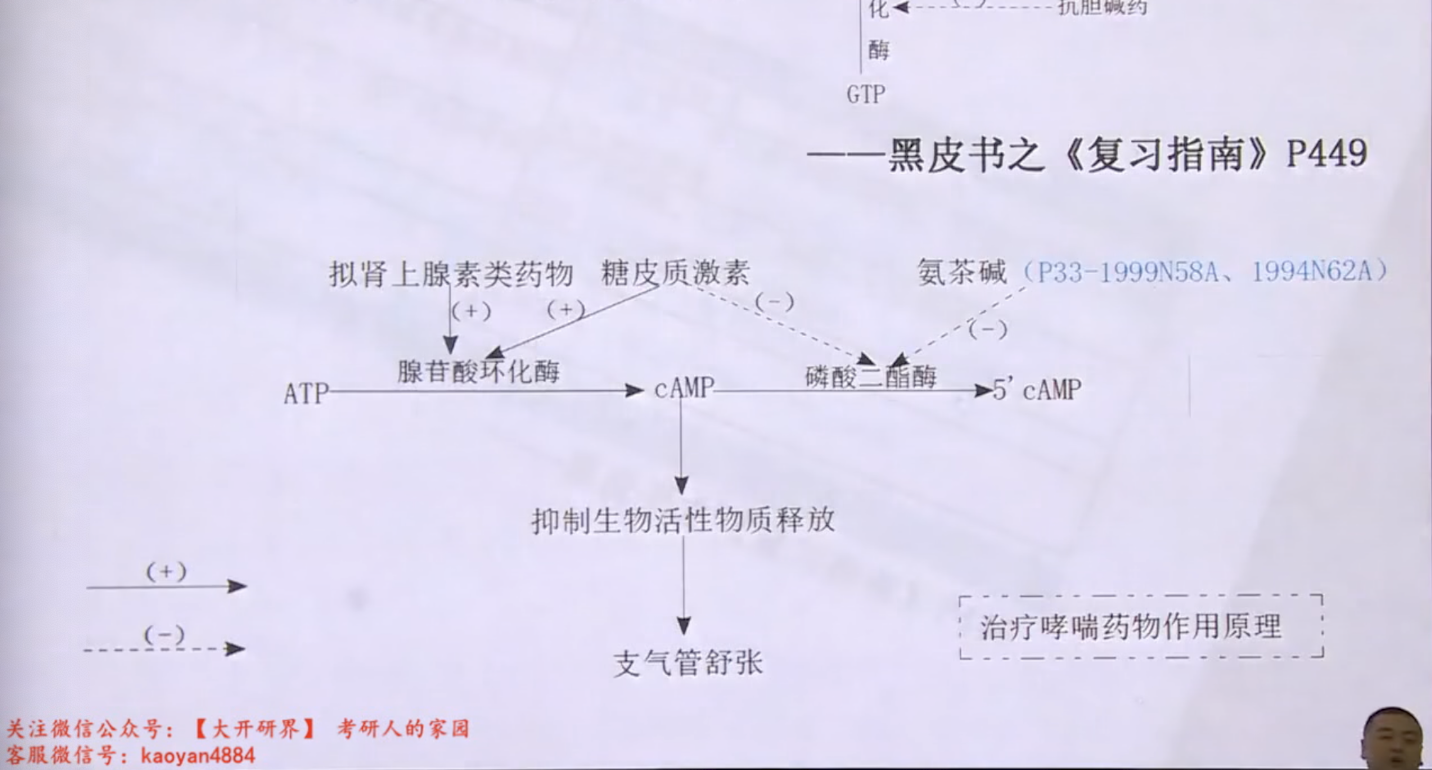 化 抗胆碱药
酶
GTP
——黑皮书之《复习指南》P449
拟肾上腺素类药物 糖皮质激素 氨茶碱（P33-1999N58A、1994N62A）
(+) (+) (-) (-)
腺苷酸环化酶 磷酸二酯酶
ATP cAMP 5' cAMP
抑制生物活性物质释放
(+)
(-)
治疗哮喘药物作用原理
支气管舒张
关注微信公众号：【大开研界】 考研人的家园
客服微信号：kaoyan4884